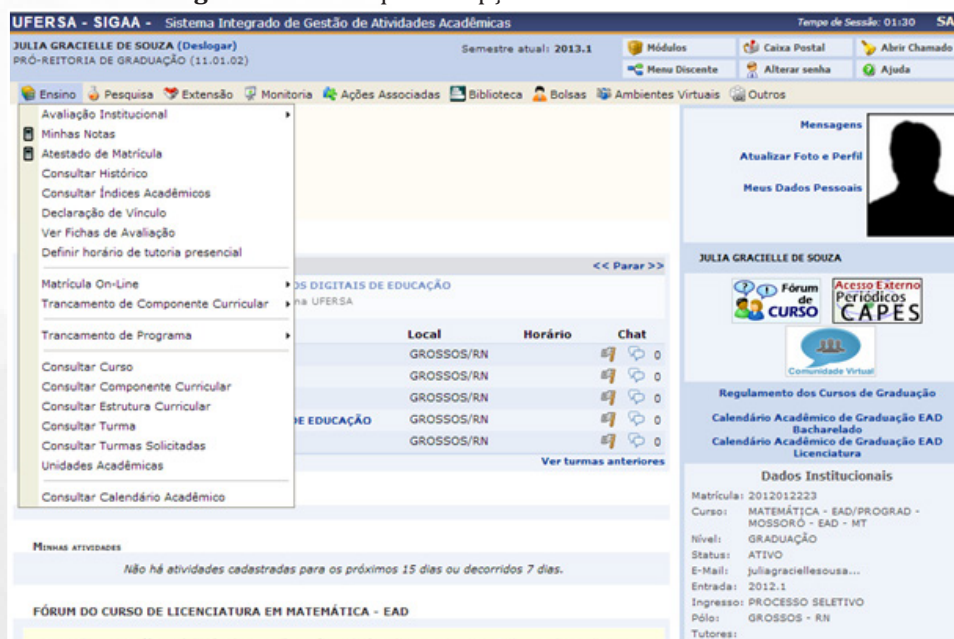 UFERSA - SIGAA - Sistema Integrado de Gestão de Atividades Acadêmicas
Tempo de Sessão: 01:30 SA
JULIA GRACIELLE DE SOUZA (Deslogar)
PRÓ-REITORIA DE GRADUAÇÃO (11.01.02)
Semestre atual: 2013.1
Módulos
Caixa Postal
Abrir Chamado
Menu Discente
Alterar senha
Ajuda
Ensino Pesquisa Extensão Monitoria Ações Associadas Biblioteca Bolsas Ambientes Virtuais Outros
Avaliação Institucional
Minhas Notas
Atestado de Matrícula
Consultar Histórico
Consultar Índices Acadêmicos
Declaração de Vínculo
Ver Fichas de Avaliação
Definir horário de tutoria presencial
Matrícula On-Line
Trancamento de Componente Curricular
Trancamento de Programa
Consultar Curso
Consultar Componente Curricular
Consultar Estrutura Curricular
Consultar Turma
Consultar Turmas Solicitadas
Unidades Acadêmicas
Consultar Calendário Acadêmico
<< Parar >>
OS DIGITAIS DE EDUCAÇÃO
na UFERSA
Local Horário Chat
GROSSOS/RN 0
GROSSOS/RN 0
GROSSOS/RN 0
DE EDUCAÇÃO GROSSOS/RN 0
GROSSOS/RN 0
Ver turmas anteriores
MINHAS ATIVIDADES
Não há atividades cadastradas para os próximos 15 dias ou decorridos 7 dias.
FÓRUM DO CURSO DE LICENCIATURA EM MATEMÁTICA - EAD
Mensagens
Atualizar Foto e Perfil
Meus Dados Pessoais
JULIA GRACIELLE DE SOUZA
Fórum
de
CURSO
Acesso Externo
Periódicos
CAPES
Comunidade Virtual
Regulamento dos Cursos de Graduação
Calendário Acadêmico de Graduação EAD
Bacharelado
Calendário Acadêmico de Graduação EAD
Licenciatura
Dados Institucionais
Matrícula: 2012012223
Curso: MATEMÁTICA - EAD/PROGRAD -
MOSSORÓ - EAD -
MT
Nível: GRADUAÇÃO
Status: ATIVO
E-Mail: juliagraciellesousa...
Entrada: 2012.1
Ingresso: PROCESSO SELETIVO
Pólo: GROSSOS - RN
Tutores: